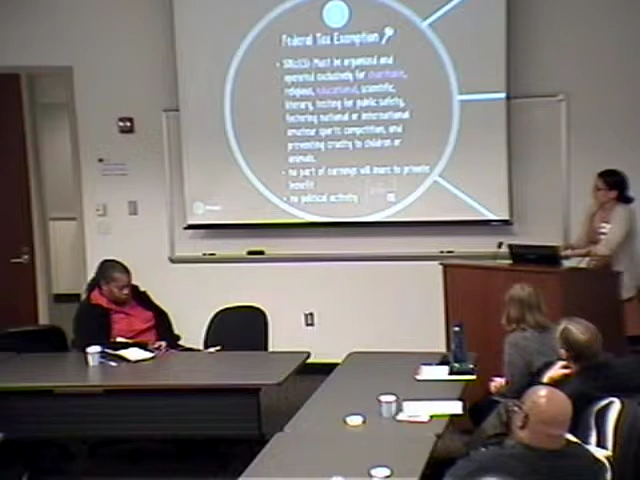 Federal Tax Exemption
• 501(c)(3): Must be organized and
operated exclusively for charitable,
religious, educational, scientific,
literary, testing for public safety,
fostering national or international
amateur sports competition, and
preventing cruelty to children or
animals.
• no part of earnings will inure to private
benefit
• no political activity